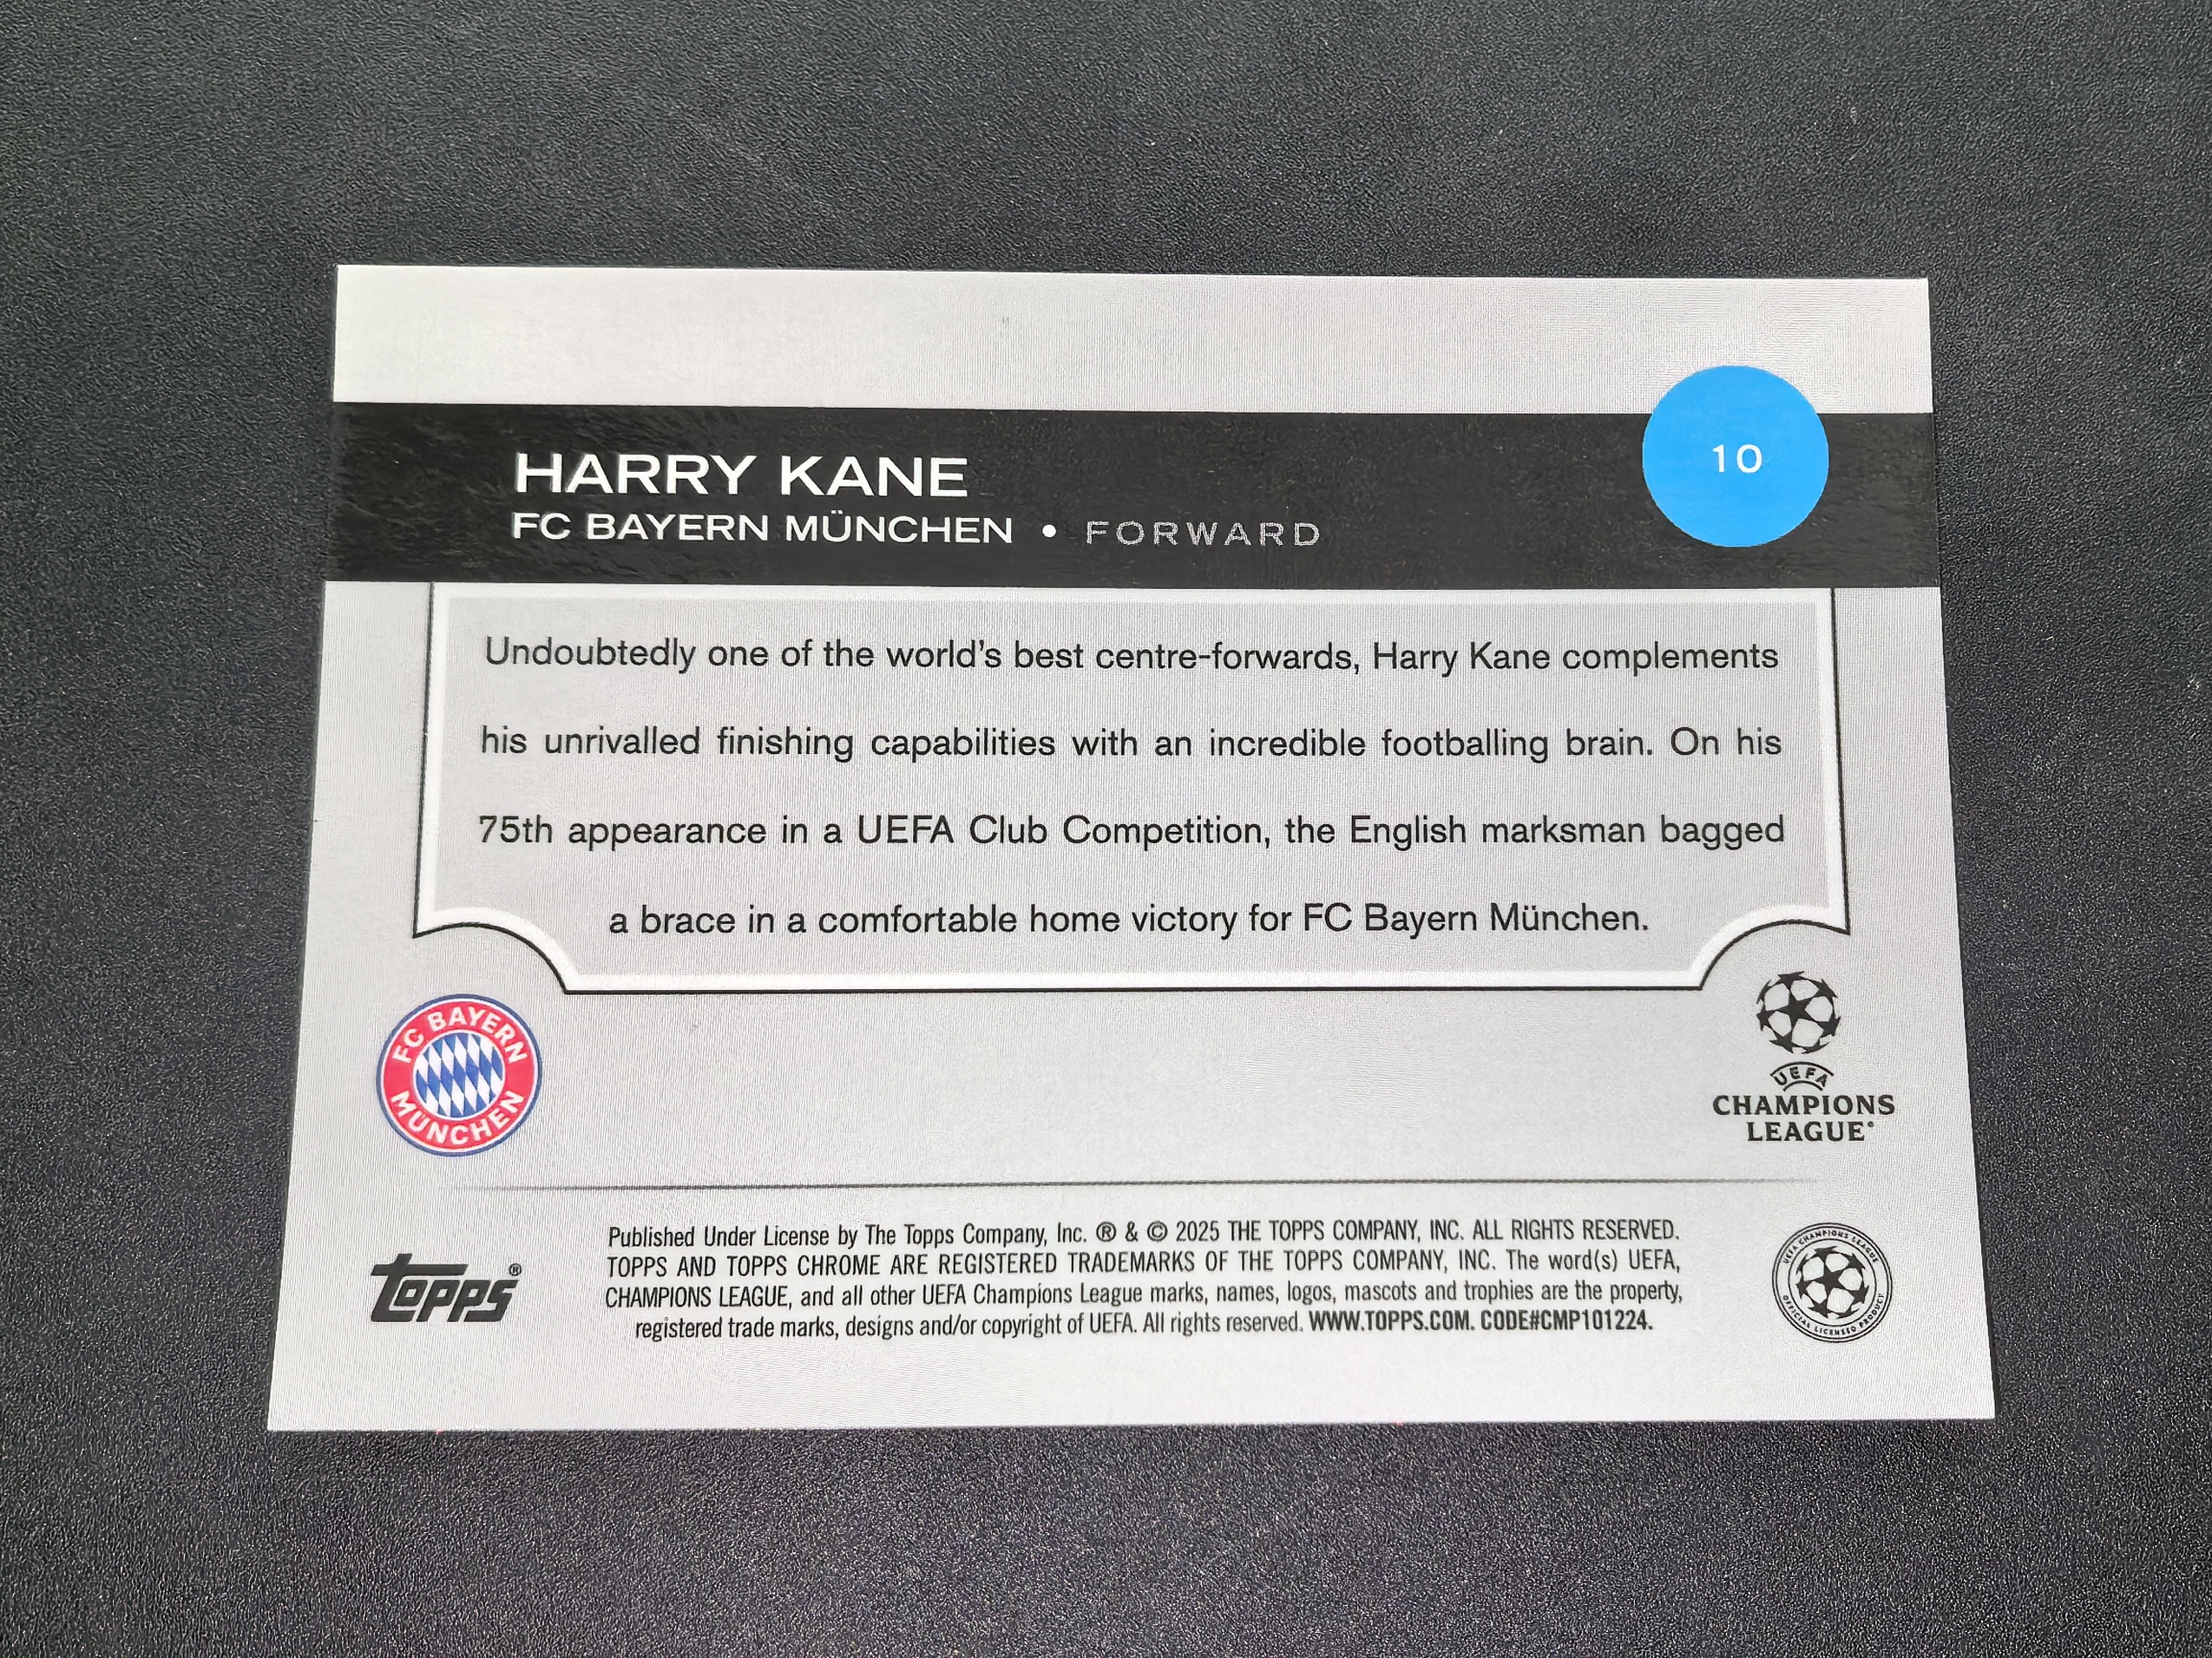 HARRY KANE
FC BAYERN MÜNCHEN • FORWARD
10
Undoubtedly one of the world's best centre-forwards, Harry Kane complements
his unrivalled finishing capabilities with an incredible footballing brain. On his
75th appearance in a UEFA Club Competition, the English marksman bagged
a brace in a comfortable home victory for FC Bayern München.
FC BAYERN
MÜNCHEN
UEFA
CHAMPIONS
LEAGUE®
topps®
Published Under License by The Topps Company, Inc. ® & © 2025 THE TOPPS COMPANY, INC. ALL RIGHTS RESERVED.
TOPPS AND TOPPS CHROME ARE REGISTERED TRADEMARKS OF THE TOPPS COMPANY, INC. The word(s) UEFA,
CHAMPIONS LEAGUE, and all other UEFA Champions League marks, names, logos, mascots and trophies are the property,
registered trade marks, designs and/or copyright of UEFA. All rights reserved. WWW.TOPPS.COM. CODE#CMP101224.
UEFA CHAMPIONS LEAGUE
OFFICIAL LICENSED PRODUCT